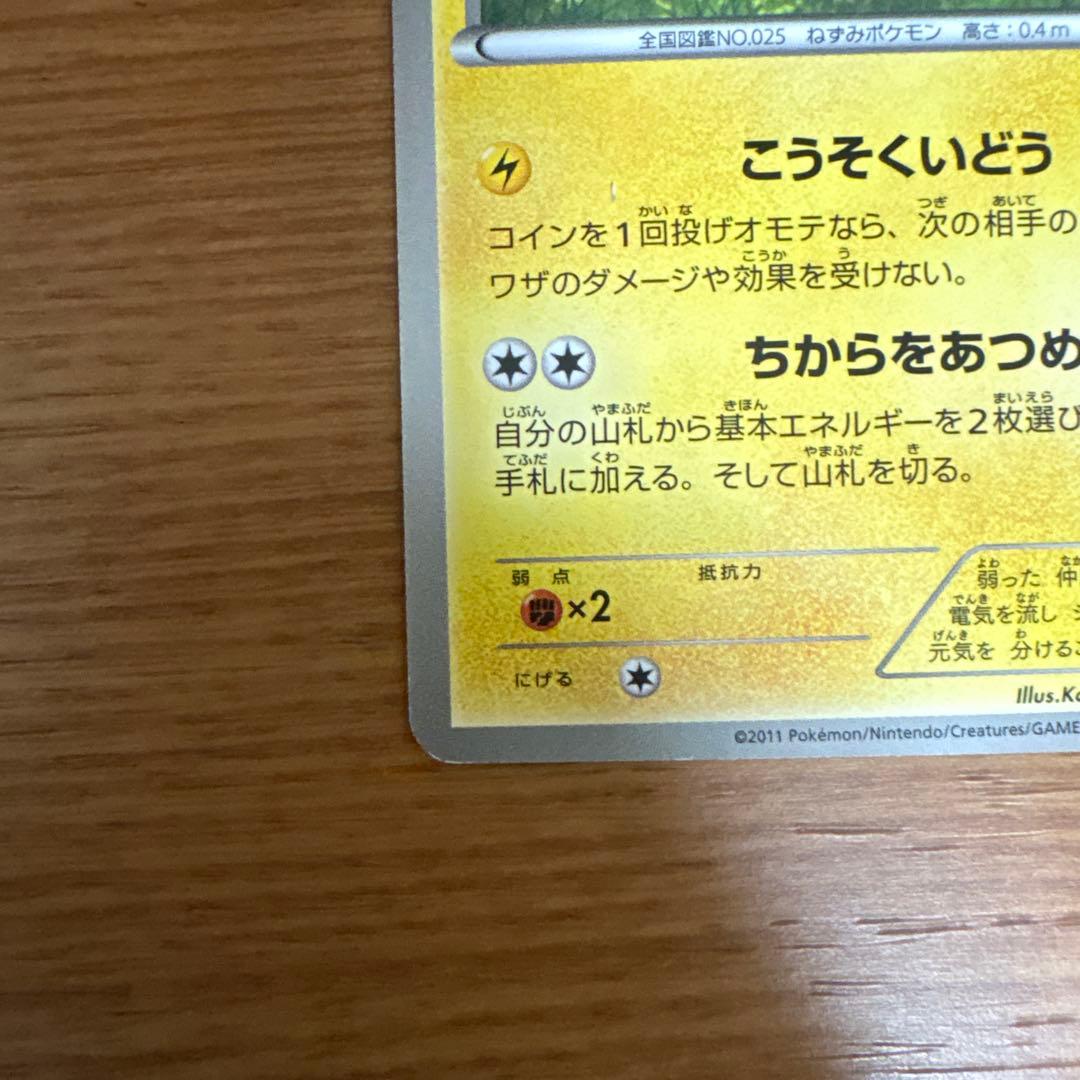 全国図鑑NO.025 ねずみポケモン 高さ:0.4m
こうそくいどう
コインを1回投げオモテなら、次の相手の
ワザのダメージや効果を受けない。
ちからをあつめ
自分の山札から基本エネルギーを2枚選び
手札に加える。そして山札を切る。
弱点 抵抗力
×2
にげる
弱った 仲
電気を流し
元気を 分ける
Illus.Ka
©2011 Pokémon/Nintendo/Creatures/GAME